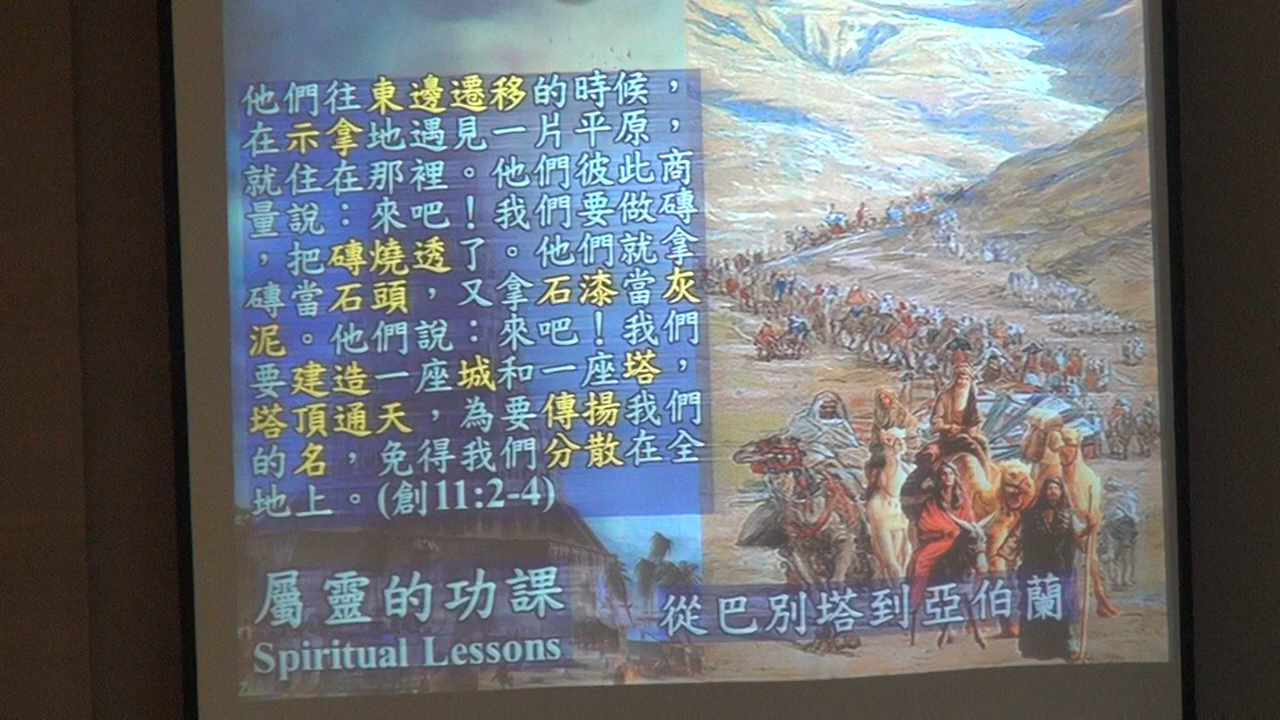 他們往東邊遷移的時候，
在示拿地遇見一片平原，
就住在那裡。他們彼此商
量說：來吧！我們要做磚
，把磚燒透了。他們就拿
磚當石頭，又拿石漆當灰
泥。他們說：來吧！我們
要建造一座城和一座塔，
塔頂通天，為要傳揚我們
的名，免得我們分散在全
地上。(創11:2-4)
屬靈的功課
Spiritual Lessons
從巴別塔到亞伯蘭